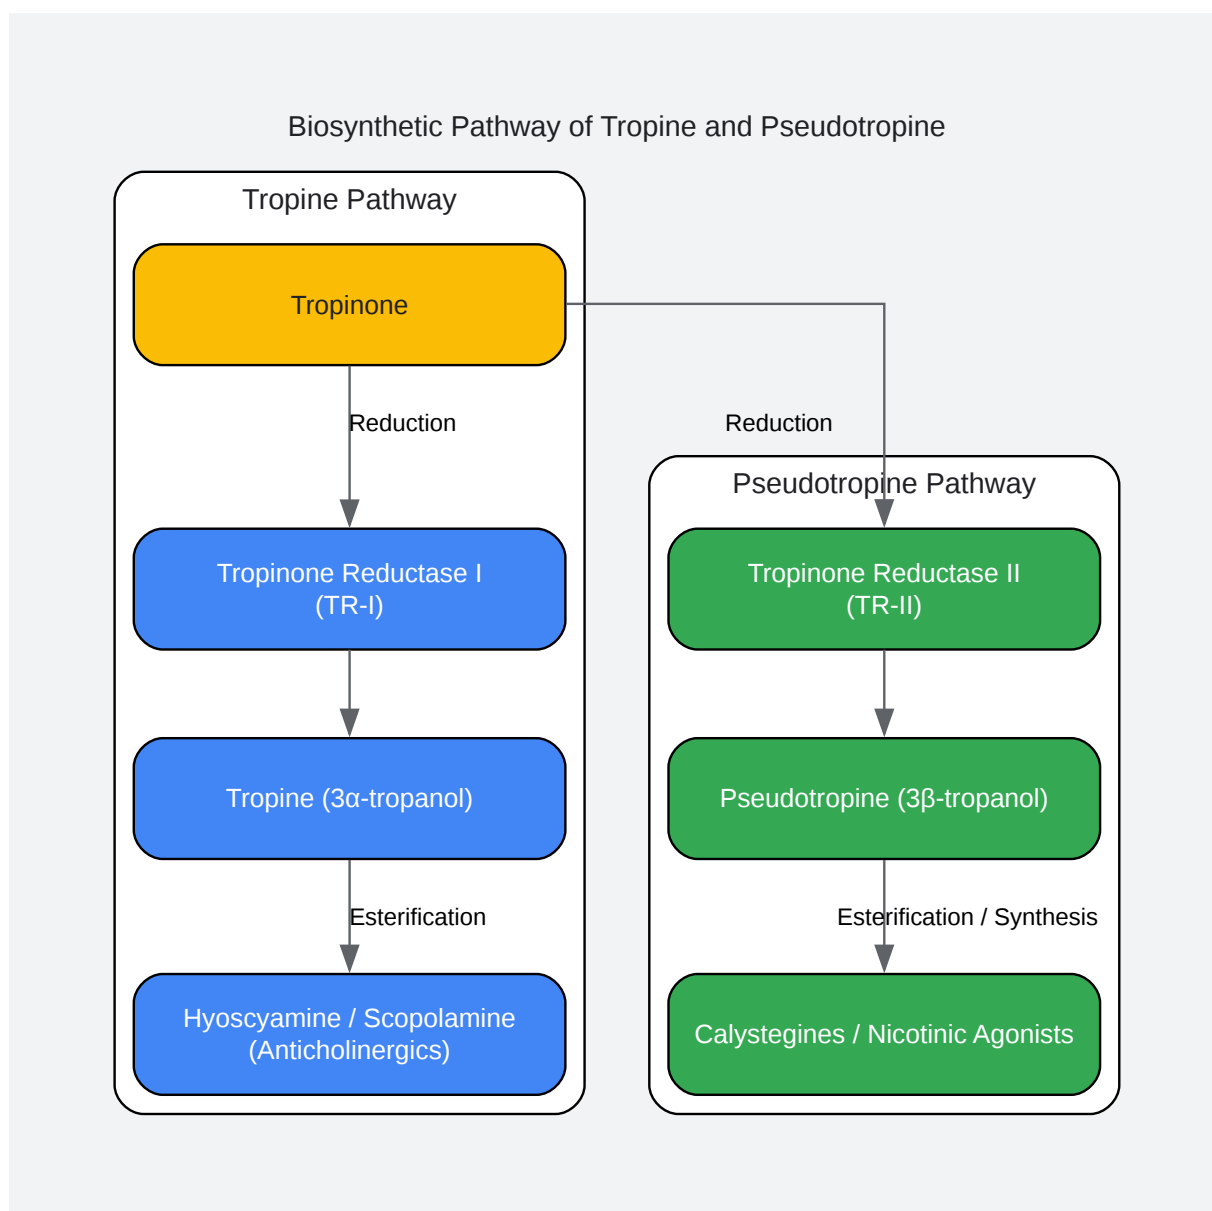 Biosynthetic Pathway of Tropine and Pseudotropine
Tropine Pathway
Tropinone
Reduction
Tropinone Reductase I
(TR-I)
Tropine (3α-tropanol)
Esterification
Hyoscyamine / Scopolamine
(Anticholinergics)
Reduction
Pseudotropine Pathway
Tropinone Reductase II
(TR-II)
Pseudotropine (3β-tropanol)
Esterification / Synthesis
Calystegines / Nicotinic Agonists